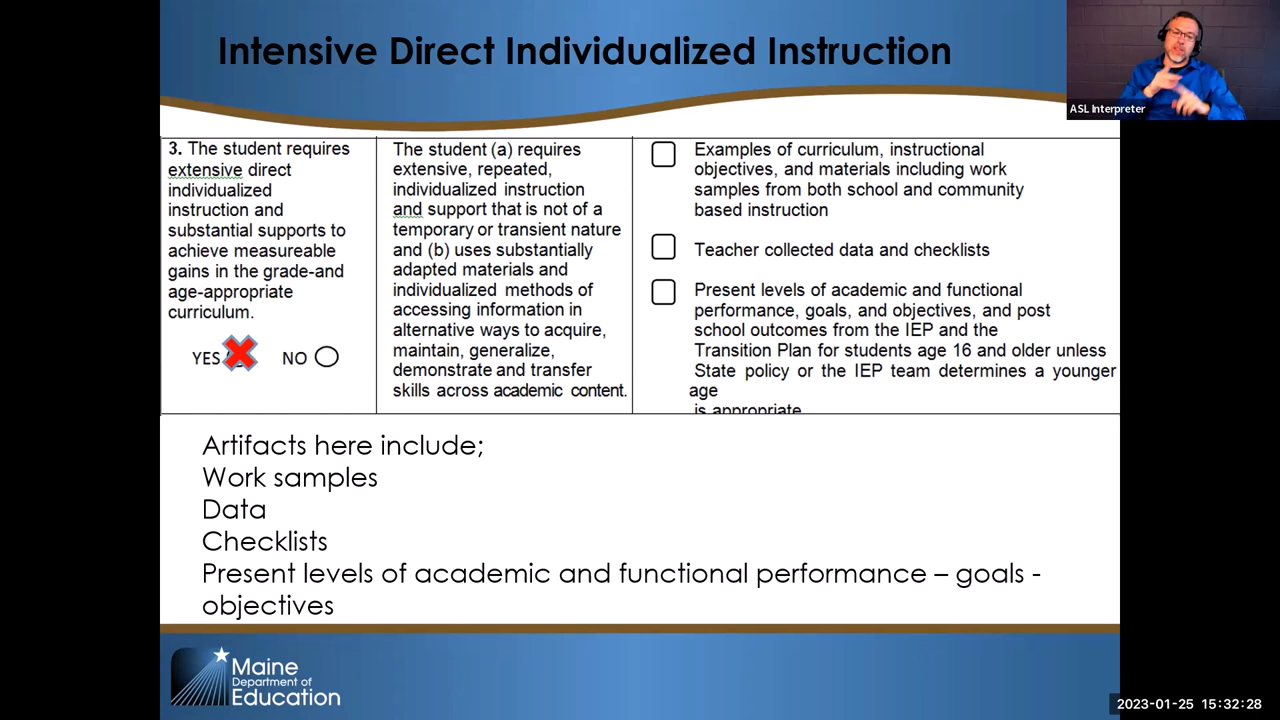 Intensive Direct Individualized Instruction
ASL Interpreter
3. The student requires
extensive direct
individualized
instruction and
substantial supports to
achieve measureable
gains in the grade-and
age-appropriate
curriculum.
YES NO
The student (a) requires
extensive, repeated,
individualized instruction
and support that is not of a
temporary or transient nature
and (b) uses substantially
adapted materials and
individualized methods of
accessing information in
alternative ways to acquire,
maintain, generalize,
demonstrate and transfer
skills across academic content.
Examples of curriculum, instructional
objectives, and materials including work
samples from both school and community
based instruction
Teacher collected data and checklists
Present levels of academic and functional
performance, goals, and objectives, and post
school outcomes from the IEP and the
Transition Plan for students age 16 and older unless
State policy or the IEP team determines a younger
age
is appropriate
Artifacts here include;
Work samples
Data
Checklists
Present levels of academic and functional performance – goals -
objectives
Maine
Department of
Education
2023-01-25 15:32:28